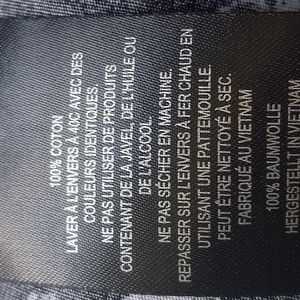 100% COTON
LAVER À L'ENVERS À 40C AVEC DES
COULEURS IDENTIQUES.
NE PAS UTILISER DE PRODUITS
CONTENANT DE LA JAVEL, DE L'HUILE OU
DE L'ALCOOL.
NE PAS SÉCHER EN MACHINE.
REPASSER SUR L'ENVERS À FER CHAUD EN
UTILISANT UNE PATTEMOUILLE.
PEUT ÊTRE NETTOYÉ À SEC.
FABRIQUÉ AU VIETNAM
100% BAUMWOLLE
HERGESTELLT IN VIETNAM